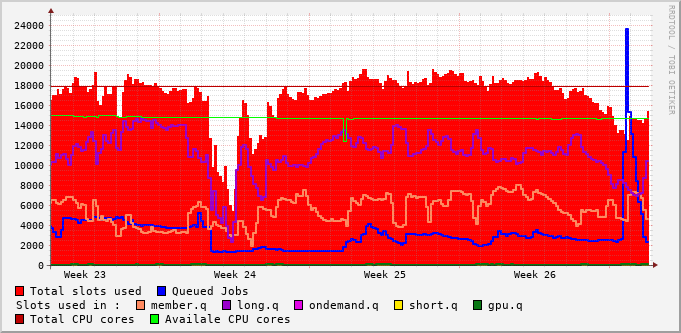 24000
22000
20000
18000
16000
14000
12000
10000
8000
6000
4000
2000
0
Week 23 Week 24 Week 25 Week 26
RRDTOOL / TOBI OETIKER
Total slots used Queued Jobs
Slots used in : member.q long.q ondemand.q short.q gpu.q
Total CPU cores Availale CPU cores